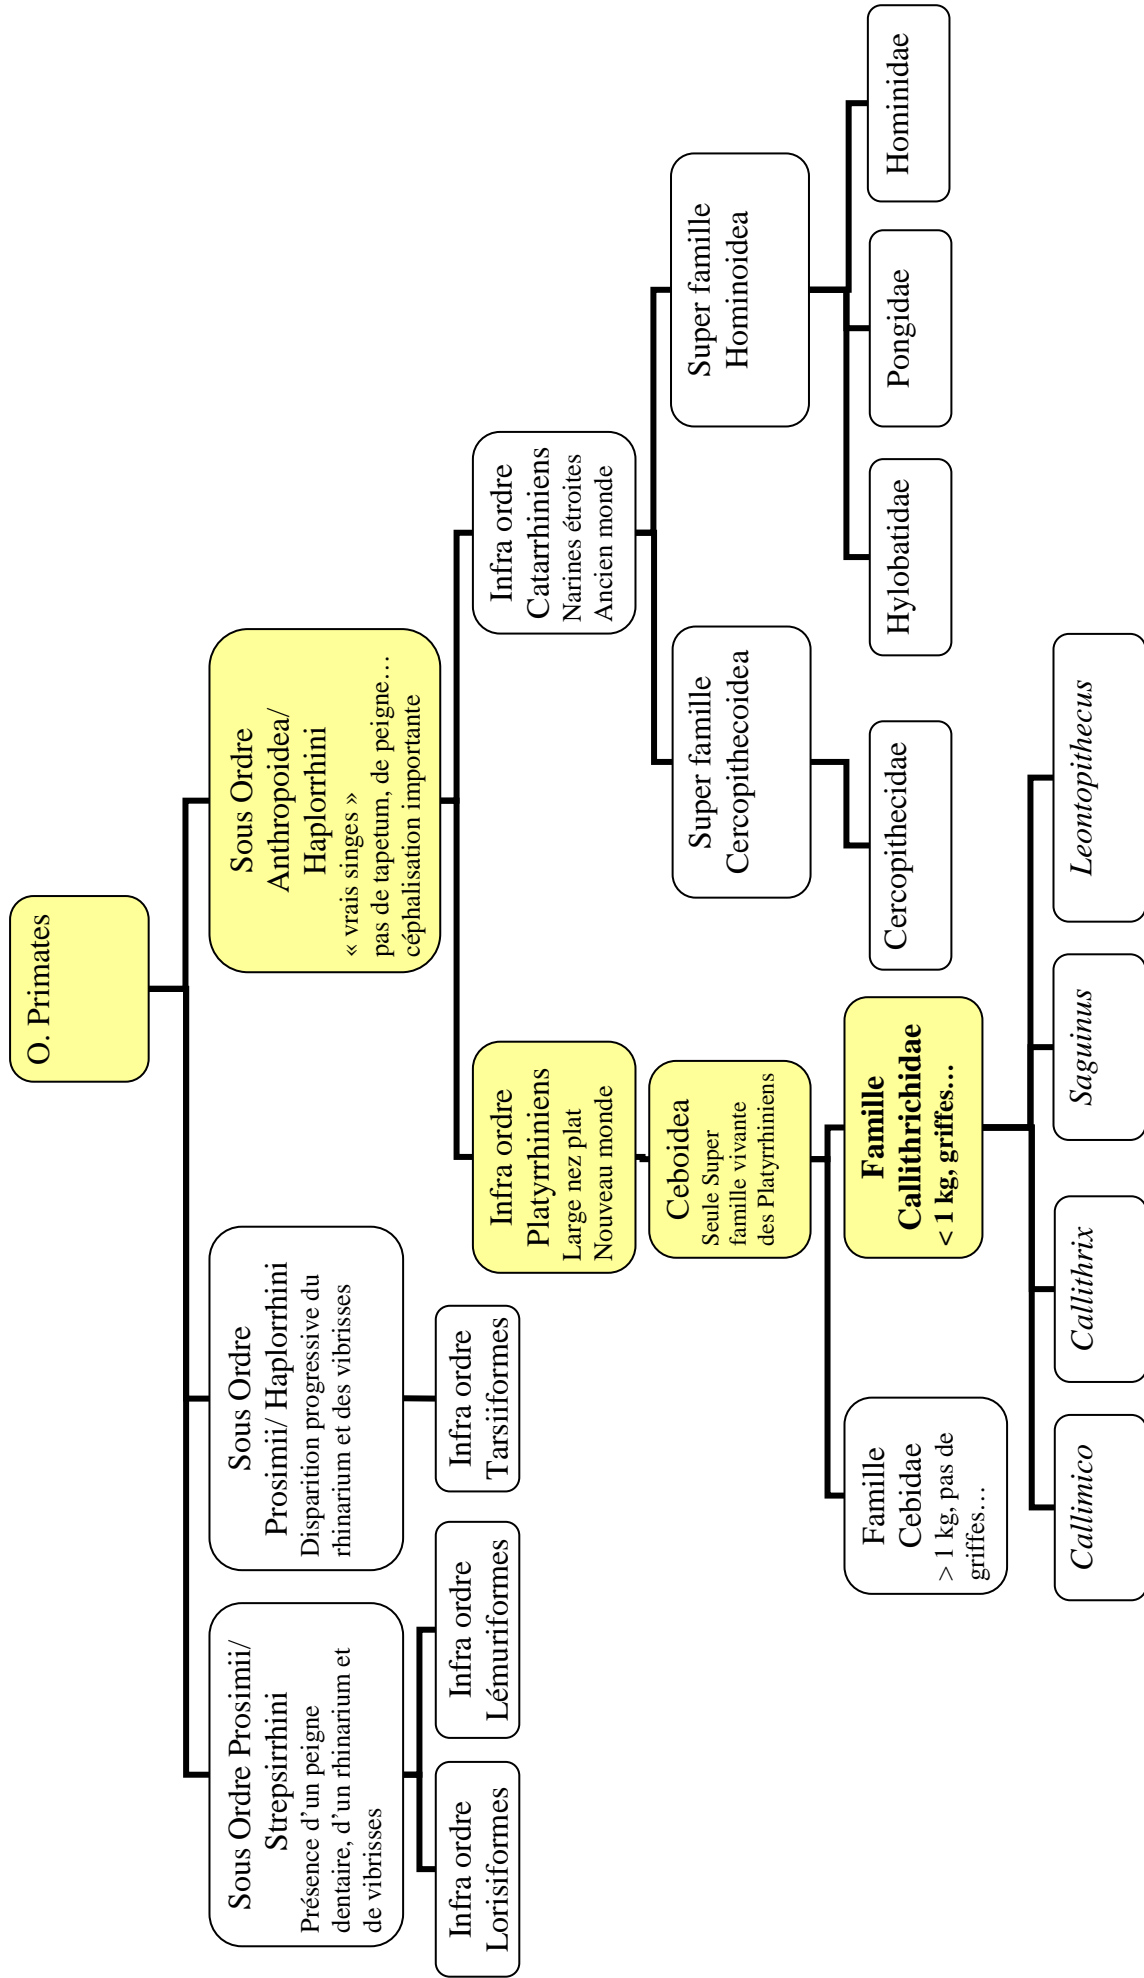 O. Primates
Sous Ordre Prosimii/
Strepsirrhini
Présence d’un peigne
dentaire, d’un rhinarium et
de vibrisses
Sous Ordre
Prosimii/ Haplorrhini
Disparition progressive du
rhinarium et des vibrisses
Sous Ordre
Anthropoidea/
Haplorrhini
« vrais singes »
pas de tapetum, de peigne…
céphalisation importante
Infra ordre
Lorisiformes
Infra ordre
Lémuriformes
Infra ordre
Tarsiiformes
Infra ordre
Platyrrhiniens
Large nez plat
Nouveau monde
Infra ordre
Catarrhiniens
Narines étroites
Ancien monde
Ceboidea
Seule Super
famille vivante
des Platyrhiniens
Super famille
Cercopithecoidea
Super famille
Hominoidea
Famille
Cebidae
> 1 kg, pas de
griffes…
Famille
Callithrichidae
< 1 kg, griffes…
Cercopithecidae
Hylobatidae
Pongidae
Hominidae
Callimico
Callithrix
Saguinus
Leontopithecus